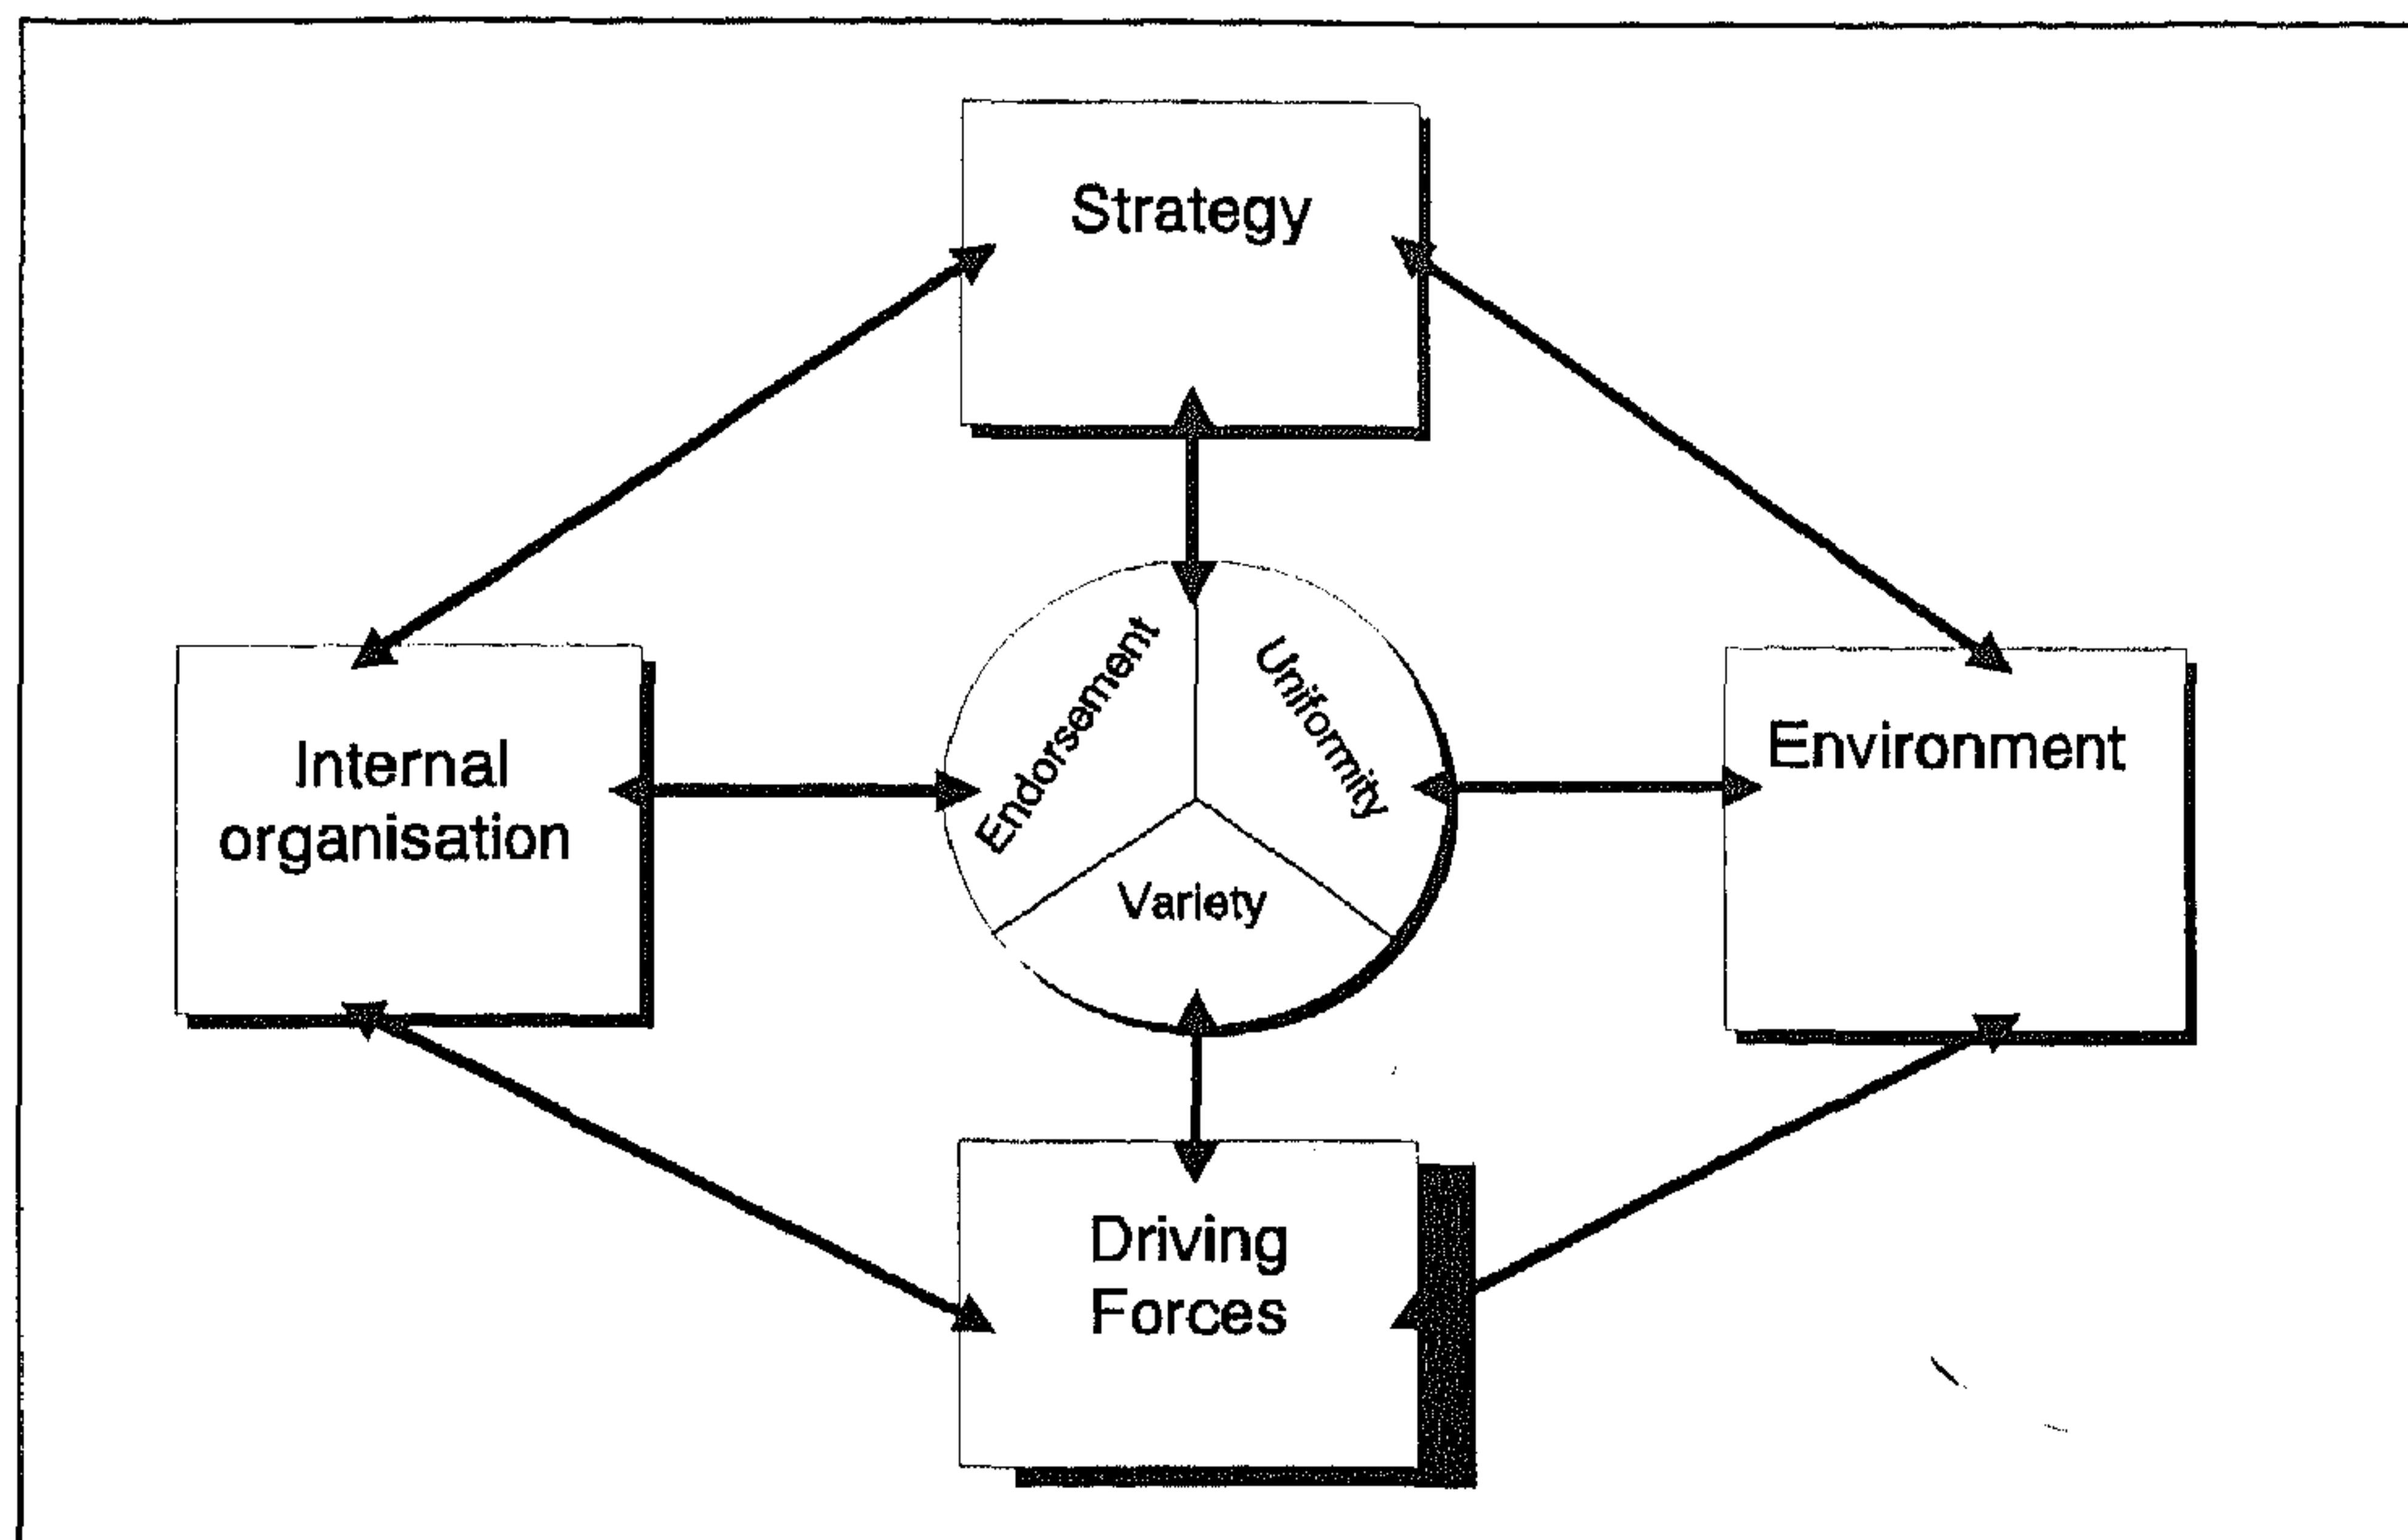 Strategy
Endorsement
Uniformity
Internal
organisation
Environment
Variety
Driving
Forces